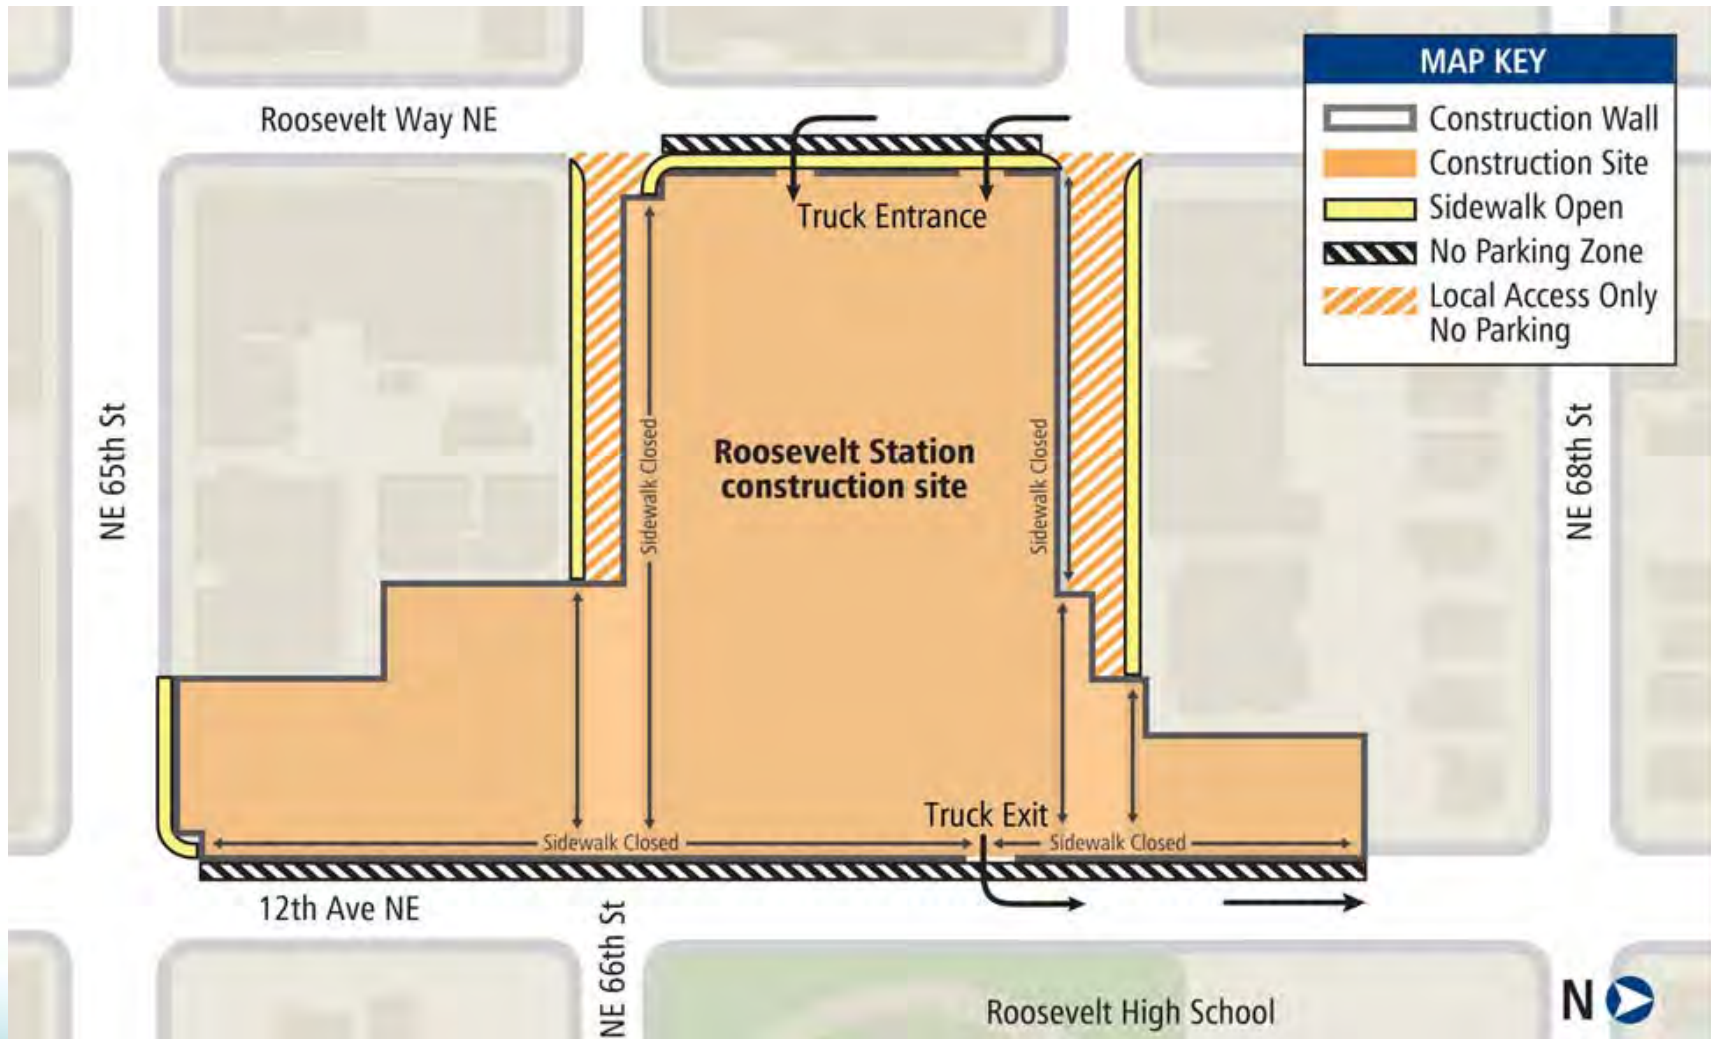 MAP KEY
Construction Wall
Construction Site
Sidewalk Open
No Parking Zone
Local Access Only
No Parking
Roosevelt Way NE
Truck Entrance
NE 65th St
Sidewalk Closed
Roosevelt Station
construction site
Sidewalk Closed
NE 68th St
Truck Exit
Sidewalk Closed
Sidewalk Closed
12th Ave NE
NE 66th St
Roosevelt High School
N